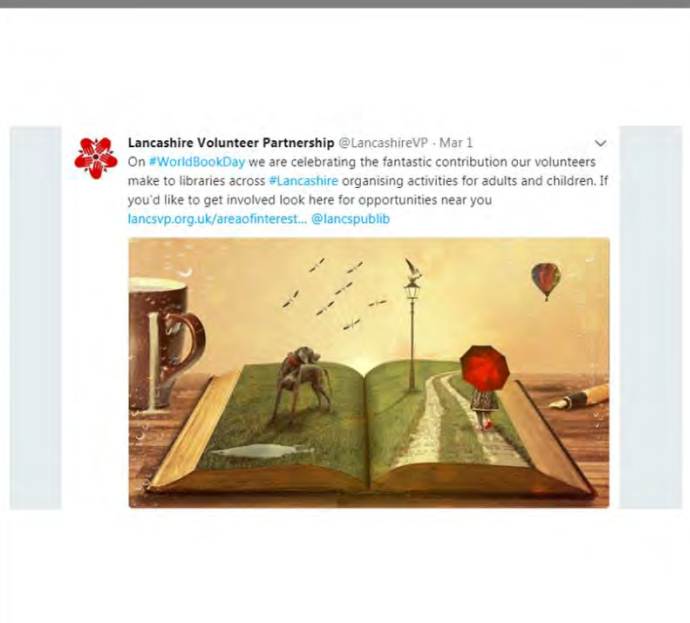 Lancashire Volunteer Partnership @LancashireVP · Mar 1
On #WorldBookDay we are celebrating the fantastic contribution our volunteers
make to libraries across #Lancashire organising activities for adults and children. If
you'd like to get involved look here for opportunities near you
lancsvp.org.uk/areaofinterest... @lancspublib